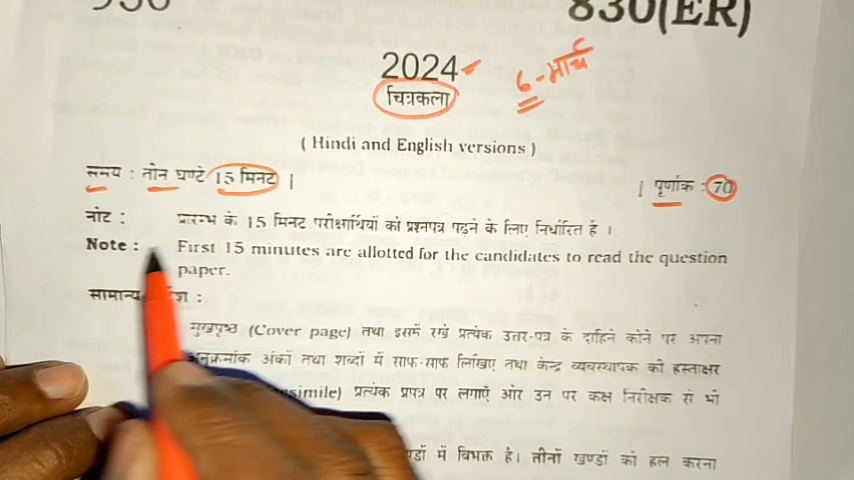 830(ER)
2024
6-मार्च
चित्रकला
( Hindi and English versions )
समय : तीन घण्टे 15 मिनट | | पूर्णांक : 70
नोट : प्रारम्भ के 15 मिनट परीक्षार्थियों को प्रश्नपत्र पढ़ने के लिए निर्धारित है ।
Note : First 15 minutes are allotted for the candidates to read the question
paper.
सामान्य :
मुखपृष्ठ (Cover page) तथा इसमें रखे प्रत्येक उत्तर-पत्र के दाहिने कोने पर अपना
अनुक्रमांक अंकों तथा शब्दों में साफ-साफ लिखिए तथा केन्द्र व्यवस्थापक की हस्ताक्षर
प्रत्येक प्रपत्र पर लगाएँ और उन पर कक्ष निरीक्षक से भी
में विभक्त है। तीनों खण्डों को हल करना